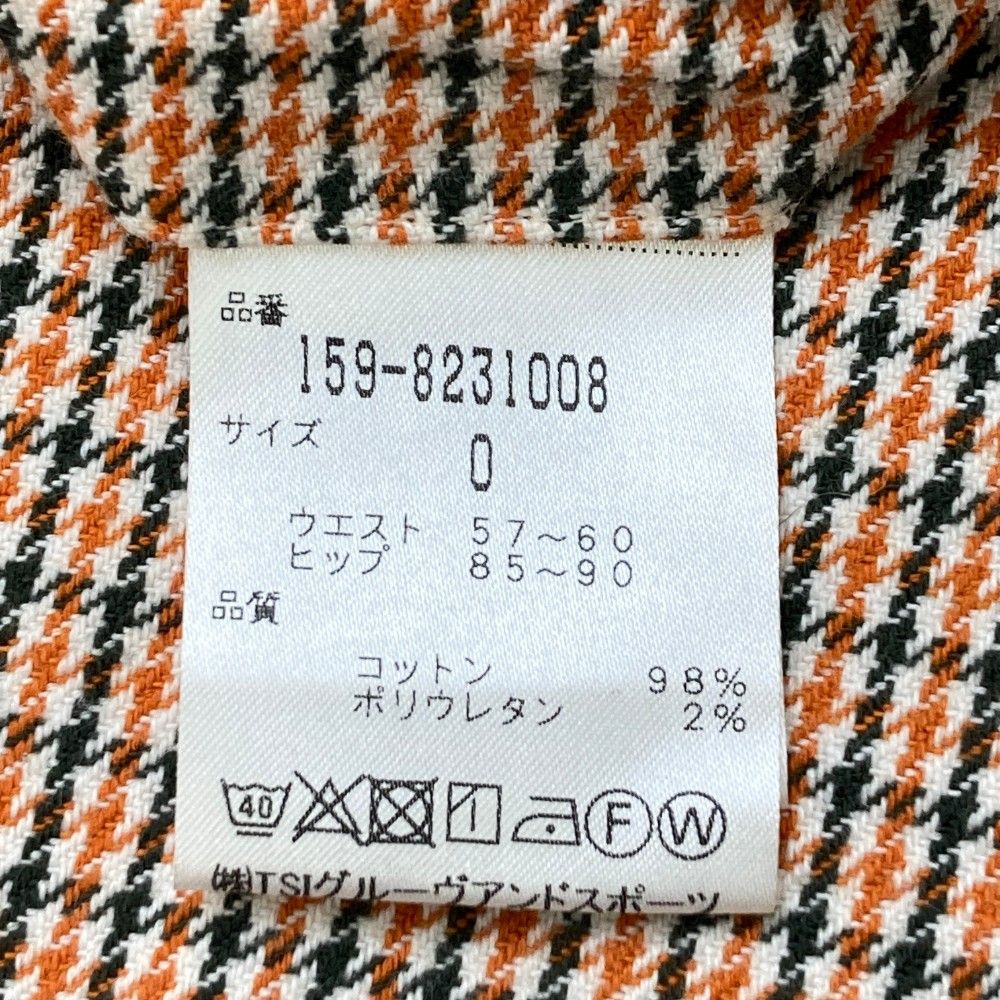 品番
159-8231008
サイズ
0
ウエスト 57〜60
ヒップ 85〜90
品質
コットン 98%
ポリウレタン 2%
40 F W
㈱TSIグルーヴアンドスポーツ